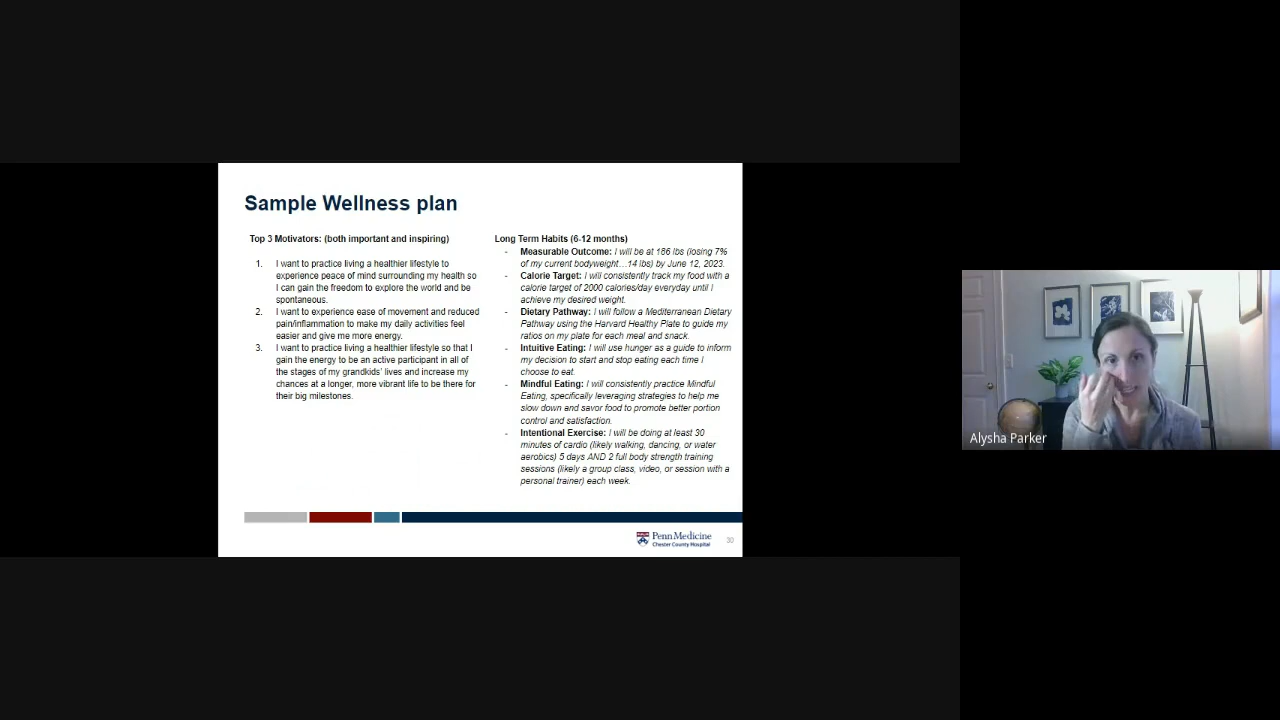 Sample Wellness plan
Top 3 Motivators: (both important and inspiring)
1. I want to practice living a healthier lifestyle to
experience peace of mind surrounding my health so
I can gain the freedom to explore the world and be
spontaneous.
2. I want to experience ease of movement and reduced
pain/inflammation to make my daily activities feel
easier and give me more energy.
3. I want to practice living a healthier lifestyle so that I
gain the energy to be an active participant in all of
the stages of my grandkids' lives and increase my
chances at a longer, more vibrant life to be there for
their big milestones.
Long Term Habits (6-12 months)
- Measurable Outcome: I will be at 186 lbs (losing 7%
of my current bodyweight…14 lbs) by June 12, 2023.
- Calorie Target: I will consistently track my food with a
calorie target of 2000 calories/day everyday until I
achieve my desired weight.
- Dietary Pathway: I will follow a Mediterranean Dietary
Pathway using the Harvard Healthy Plate to guide my
ratios on my plate for each meal and snack.
- Intuitive Eating: I will use hunger as a guide to inform
my decision to start and stop eating each time I
choose to eat.
- Mindful Eating: I will consistently practice Mindful
Eating, specifically leveraging strategies to help me
slow down and savor food to promote better portion
control and satisfaction.
- Intentional Exercise: I will be doing at least 30
minutes of cardio (likely walking, dancing, or water
aerobics) 5 days AND 2 full body strength training
sessions (likely a group class, video, or session with a
personal trainer) each week.
Penn Medicine
Chester County Hospital
30
Alysha Parker